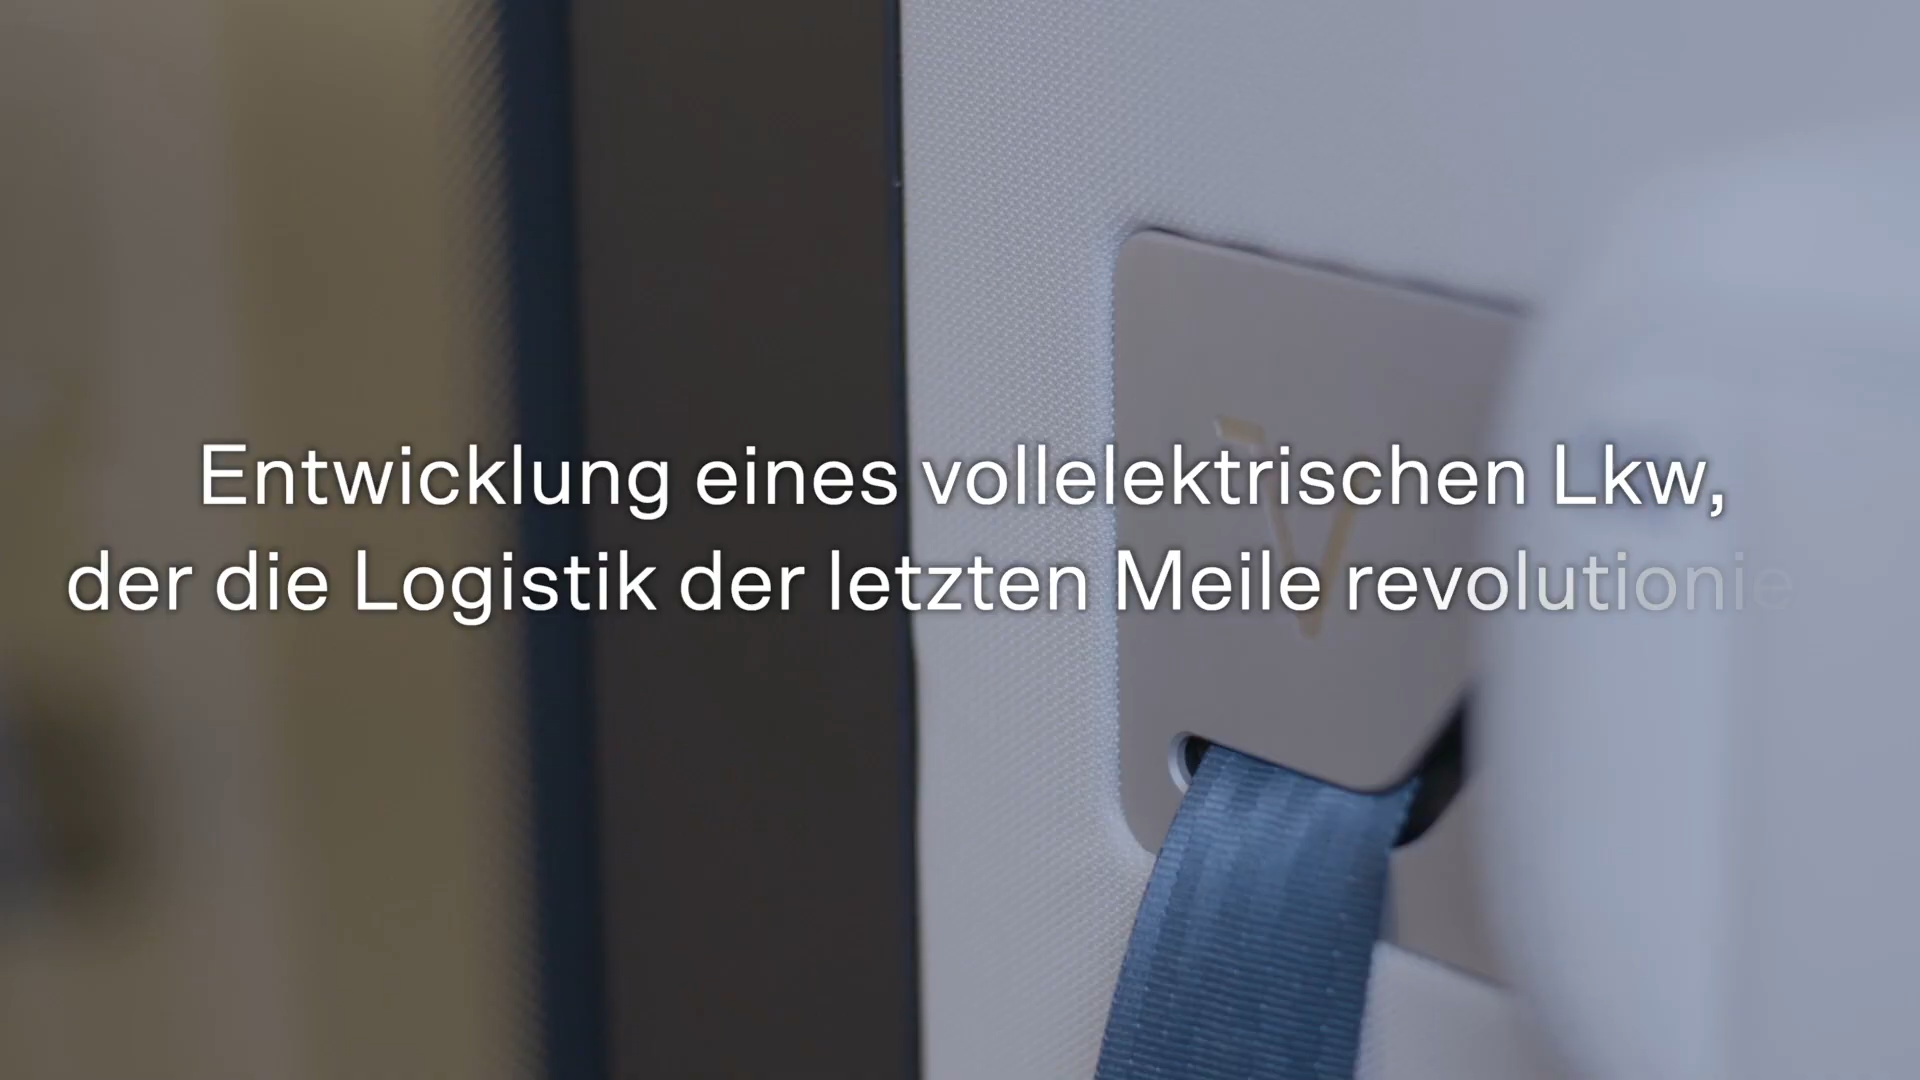 Entwicklung eines vollelektrischen Lkw,
der die Logistik der letzten Meile revolutionie
V